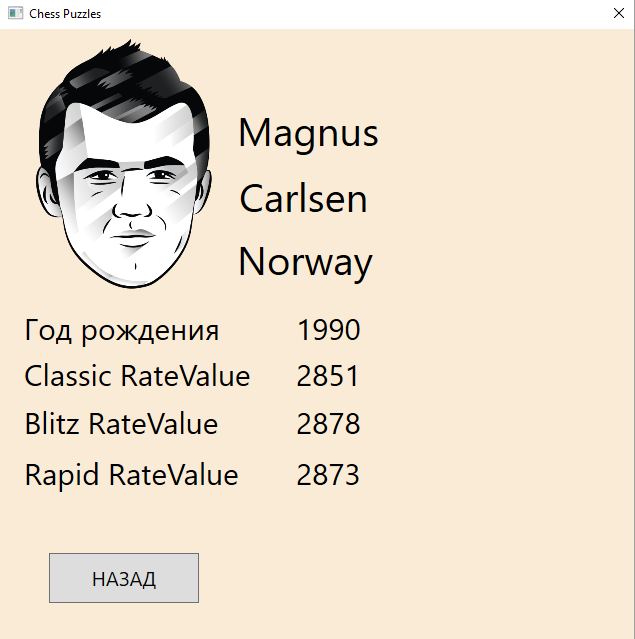 Chess Puzzles
Magnus
Carlsen
Norway
Год рождения 1990
Classic RateValue 2851
Blitz RateValue 2878
Rapid RateValue 2873
НАЗАД